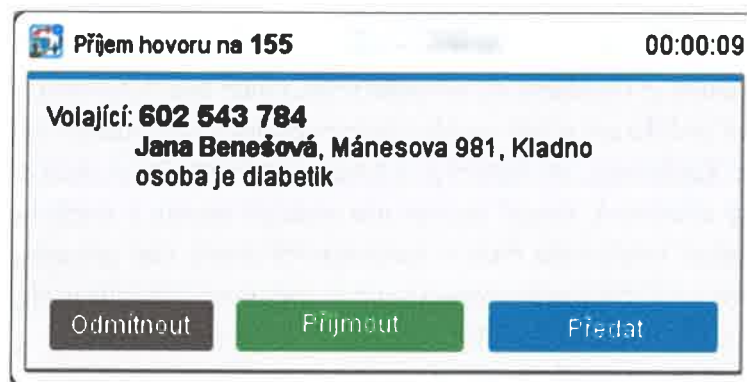 Příjem hovoru na 155 00:00:09
Volající: 602 543 784
Jana Benešová, Mánesova 981, Kladno
osoba je diabetik
Odmítnout Přijmout Předat